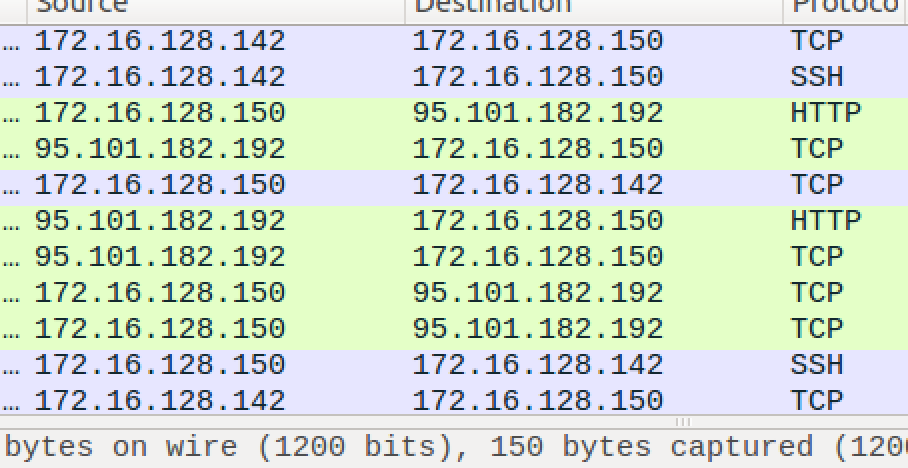 Source Destination Protoco
… 172.16.128.142 172.16.128.150 TCP
… 172.16.128.142 172.16.128.150 SSH
… 172.16.128.150 95.101.182.192 HTTP
… 95.101.182.192 172.16.128.150 TCP
… 172.16.128.150 172.16.128.142 TCP
… 95.101.182.192 172.16.128.150 HTTP
… 95.101.182.192 172.16.128.150 TCP
… 172.16.128.150 95.101.182.192 TCP
… 172.16.128.150 95.101.182.192 TCP
… 172.16.128.150 172.16.128.142 SSH
… 172.16.128.142 172.16.128.150 TCP
bytes on wire (1200 bits), 150 bytes captured (1200